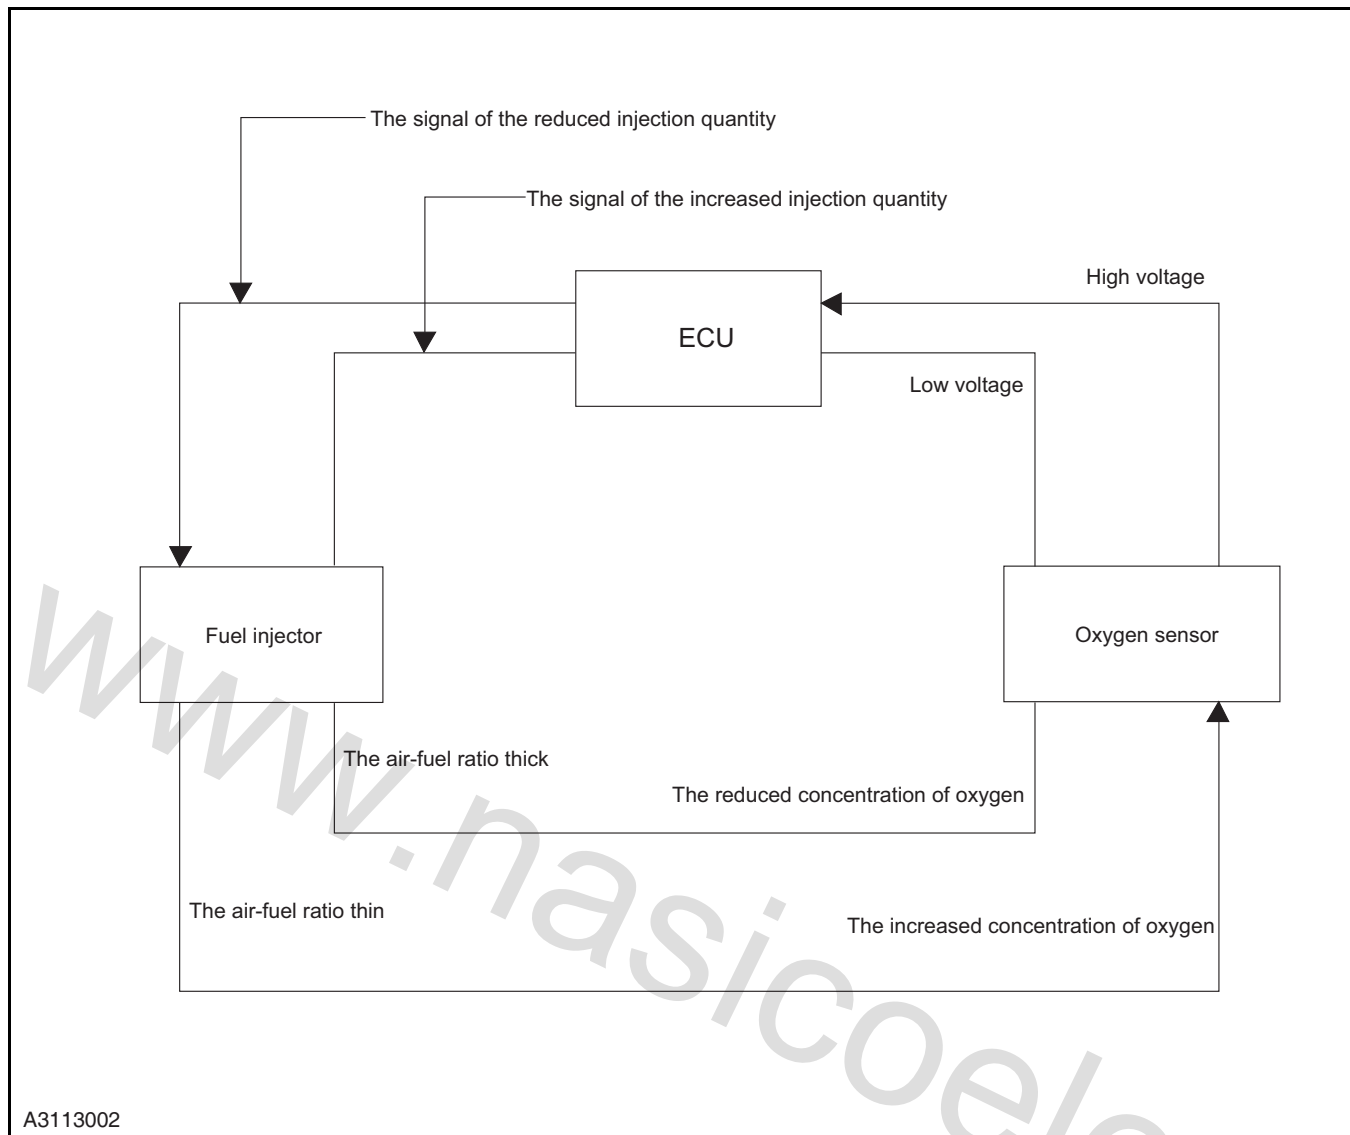 The signal of the reduced injection quantity
The signal of the increased injection quantity
High voltage
ECU
Low voltage
Fuel injector
Oxygen sensor
The air-fuel ratio thick
The reduced concentration of oxygen
The air-fuel ratio thin
The increased concentration of oxygen
www.nasicoele
A3113002